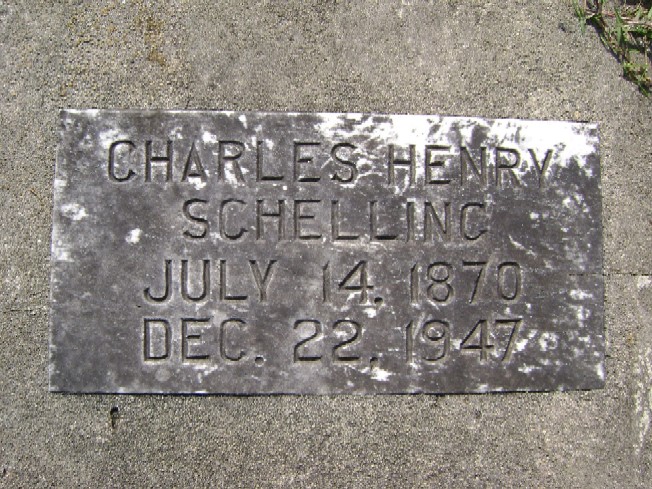 CHARLES HENRY
SCHELLING
JULY 14, 1870
DEC. 22, 1947